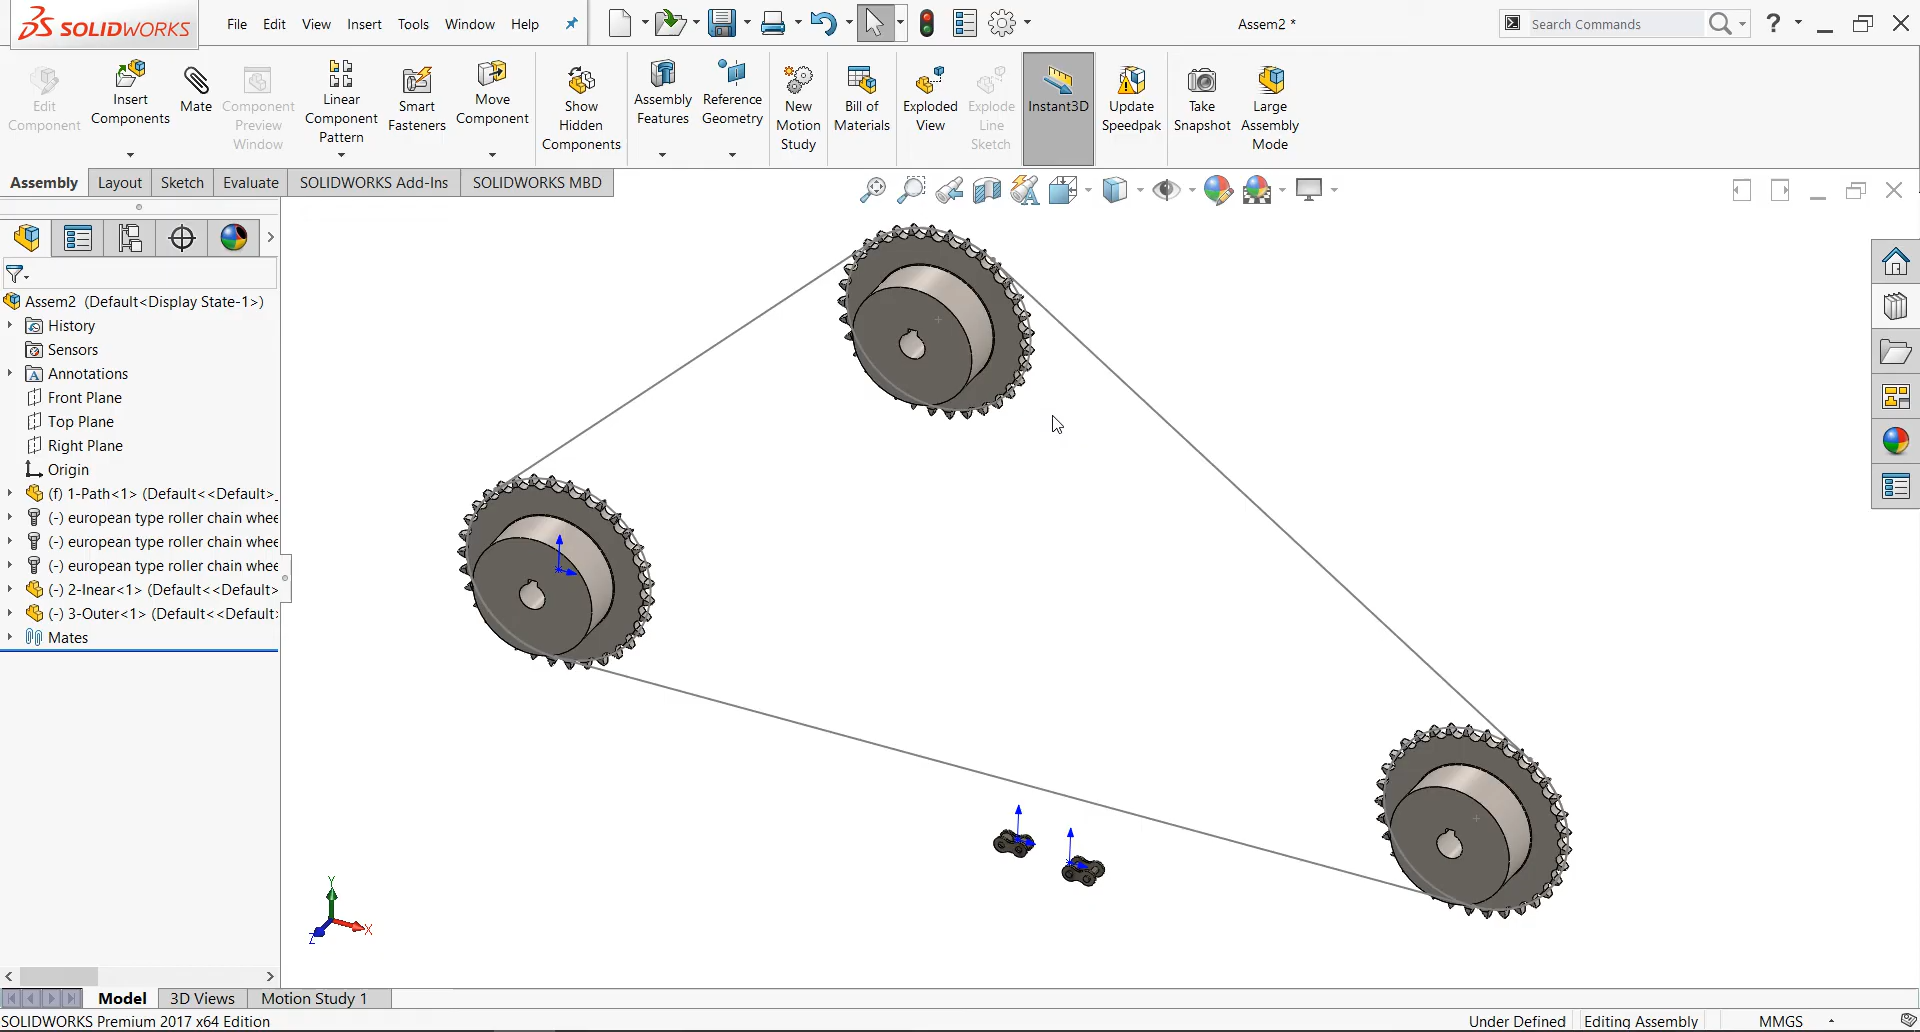 SOLIDWORKS File Edit View Insert Tools Window Help Assem2 * Search Commands ?
Edit Component
Insert Components
Mate
Component Preview Window
Linear Component Pattern
Smart Fasteners
Move Component
Show Hidden Components
Assembly Features
Reference Geometry
New Motion Study
Bill of Materials
Exploded View
Explode Line Sketch
Instant3D
Update Speedpak
Take Snapshot
Large Assembly Mode
Assembly Layout Sketch Evaluate SOLIDWORKS Add-Ins SOLIDWORKS MBD
Assem2 (Default<Display State-1>)
History
Sensors
Annotations
Front Plane
Top Plane
Right Plane
Origin
(f) 1-Path<1> (Default<<Default>_
(-) european type roller chain whee
(-) european type roller chain whee
(-) european type roller chain whee
(-) 2-Inear<1> (Default<<Default>
(-) 3-Outer<1> (Default<<Default>
Mates
Y
X
Z
Model 3D Views Motion Study 1
SOLIDWORKS Premium 2017 x64 Edition Under Defined Editing Assembly MMGS